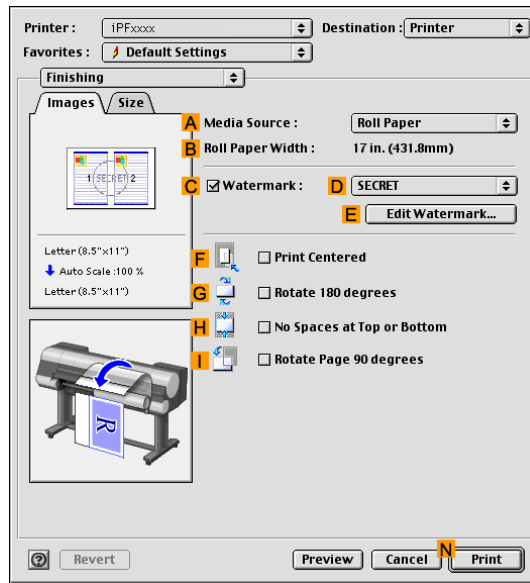 Printer : iPFxxxx Destination : Printer
Favorites : Default Settings
Finishing
Images Size
A Media Source : Roll Paper
B Roll Paper Width : 17 in. (431.8mm)
1 SECRET 2
C Watermark : D SECRET
E Edit Watermark...
Letter (8.5"x11")
Auto Scale :100 %
Letter (8.5"x11")
F Print Centered
G Rotate 180 degrees
H No Spaces at Top or Bottom
I Rotate Page 90 degrees
R
N
? Revert Preview Cancel Print